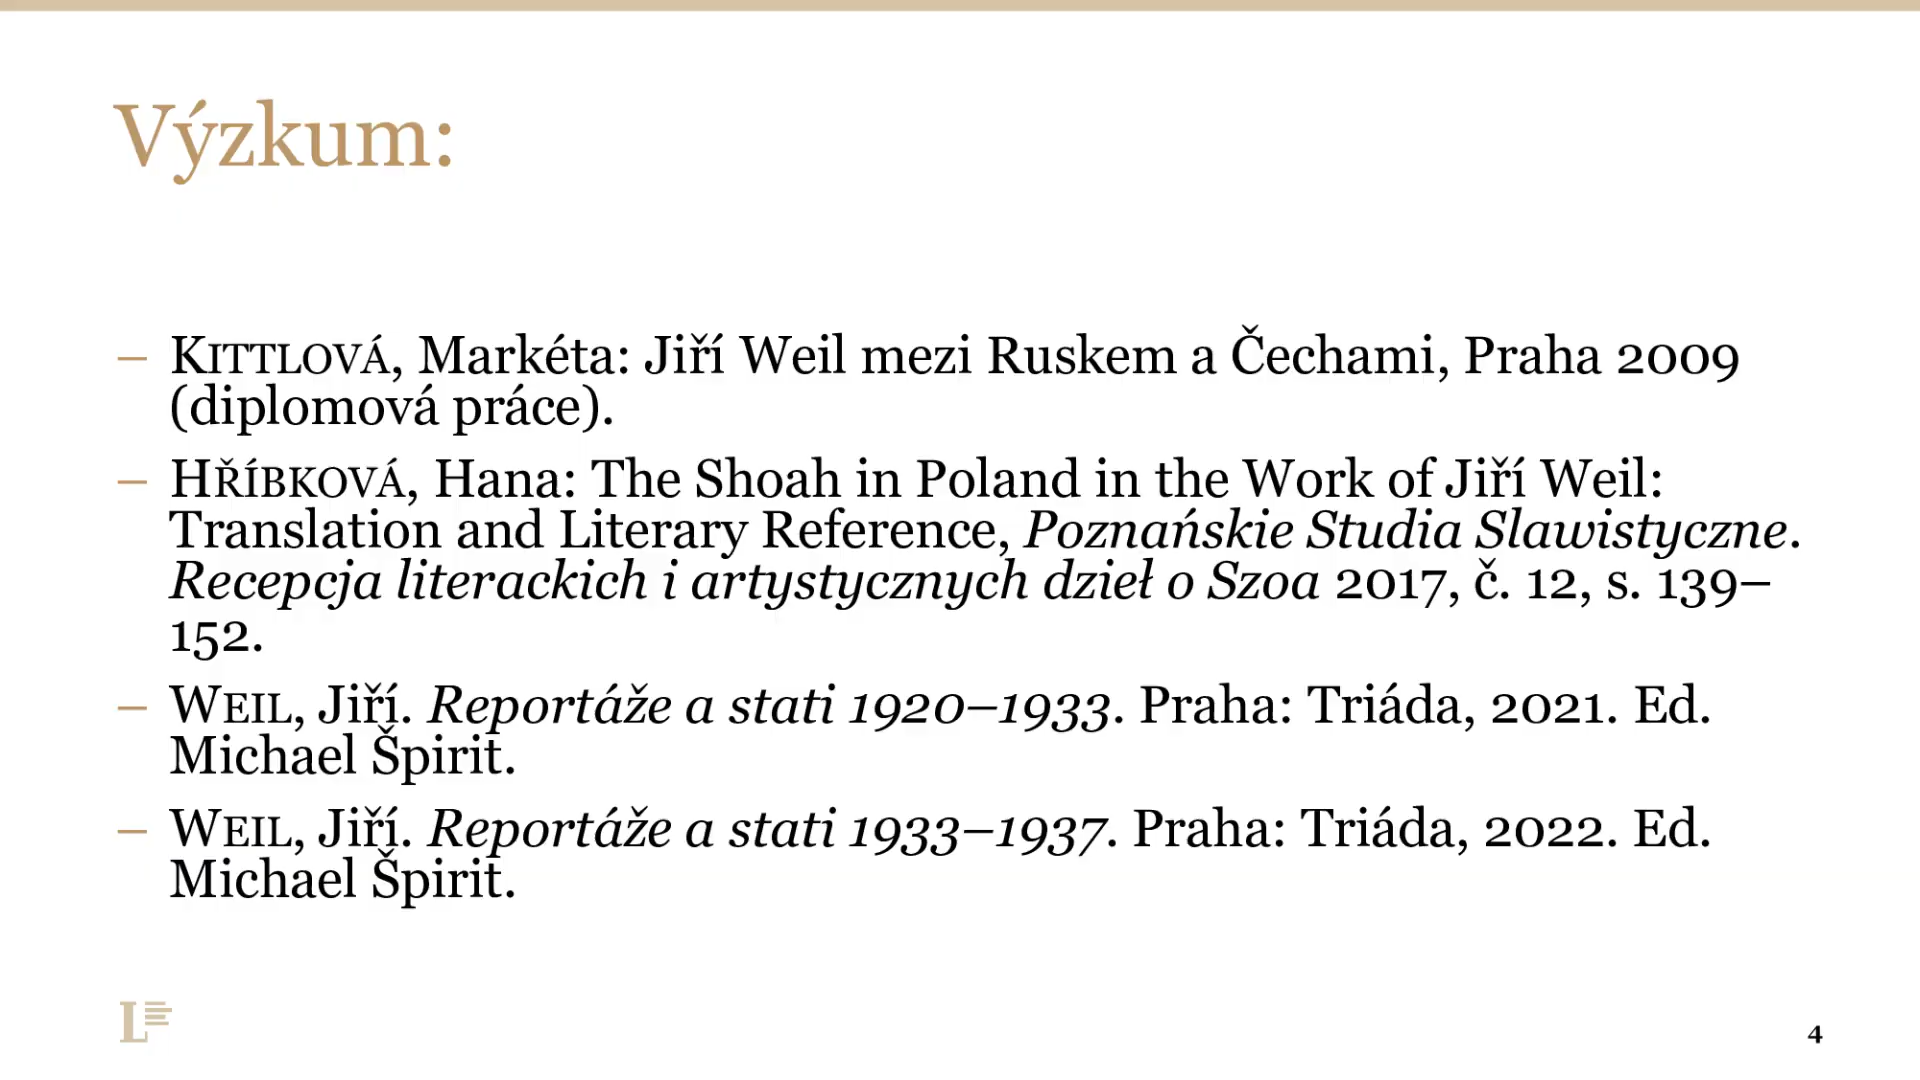 Výzkum:
– KITTLOVÁ, Markéta: Jiří Weil mezi Ruskem a Čechami, Praha 2009
(diplomová práce).
– HŘÍBKOVÁ, Hana: The Shoah in Poland in the Work of Jiří Weil:
Translation and Literary Reference, Poznańskie Studia Slawistyczne.
Recepcja literackich i artystycznych dzieł o Szoa 2017, č. 12, s. 139–
152.
– WEIL, Jiří. Reportáže a stati 1920–1933. Praha: Triáda, 2021. Ed.
Michael Špirit.
– WEIL, Jiří. Reportáže a stati 1933–1937. Praha: Triáda, 2022. Ed.
Michael Špirit.
L
4